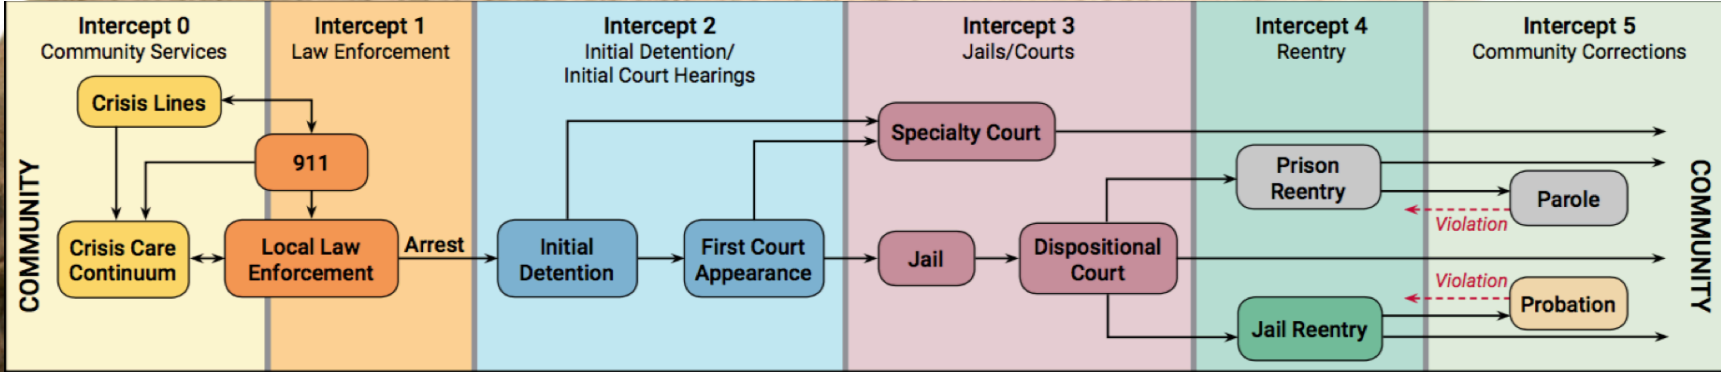 Intercept 0
Community Services
Intercept 1
Law Enforcement
Intercept 2
Initial Detention/
Initial Court Hearings
Intercept 3
Jails/Courts
Intercept 4
Reentry
Intercept 5
Community Corrections
COMMUNITY
Crisis Lines
911
Crisis Care
Continuum
Local Law
Enforcement
Arrest
Initial
Detention
First Court
Appearance
Specialty Court
Jail
Dispositional
Court
Prison
Reentry
Jail Reentry
Parole
Violation
Violation
Probation
COMMUNITY